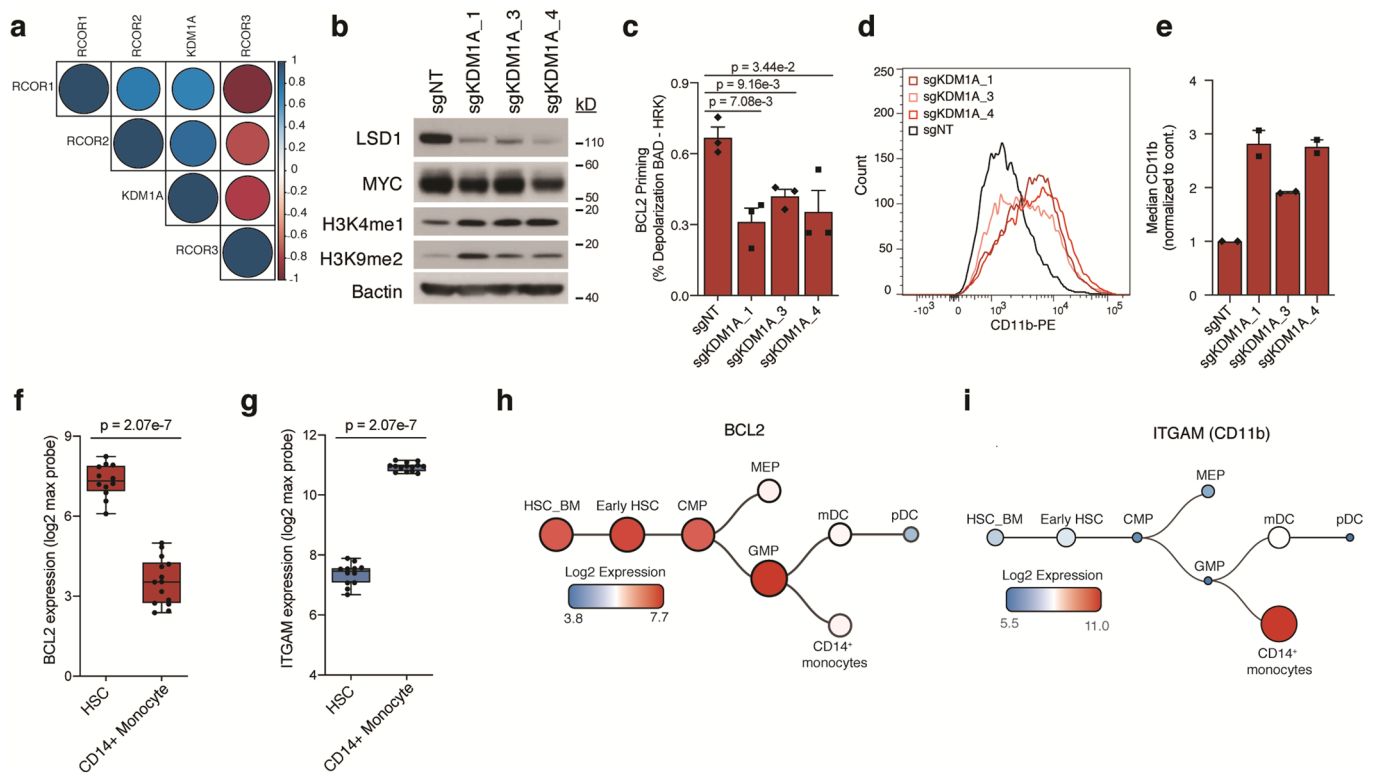 a
RCOR1
RCOR2
KDM1A
RCOR3
RCOR1
RCOR2
KDM1A
RCOR3
1
0.8
0.6
0.4
0.2
0
0.2
0.4
0.6
0.8
-1
b
sgNT
sgKDM1A_1
sgKDM1A_3
sgKDM1A_4
kD
LSD1
MYC
H3K4me1
H3K9me2
Bactin
110
60
50
20
20
40
c
p = 3.44e-2
p = 9.16e-3
p = 7.08e-3
BCL2 Priming
(% Depolarization BAD - HRK)
0.9
0.6
0.3
0.0
sgNT
sgKDM1A_1
sgKDM1A_3
sgKDM1A_4
d
sgKDM1A_1
sgKDM1A_3
sgKDM1A_4
sgNT
Count
250
200
150
100
50
0
-10³
0
10³
10⁴
10⁵
CD11b-PE
e
Median CD11b
(normalized to cont.)
4
3
2
1
0
sgNT
sgKDM1A_1
sgKDM1A_3
sgKDM1A_4
f
p = 2.07e-7
BCL2 expression (log2 max probe)
9
6
3
0
HSC
CD14+ Monocyte
g
p = 2.07e-7
ITGAM expression (log2 max probe)
12
10
8
6
4
HSC
CD14+ Monocyte
h
BCL2
HSC_BM
Early HSC
CMP
MEP
GMP
mDC
pDC
CD14⁺
monocytes
Log2 Expression
3.8
7.7
i
ITGAM (CD11b)
HSC_BM
Early HSC
CMP
MEP
GMP
mDC
pDC
CD14⁺
monocytes
Log2 Expression
5.5
11.0